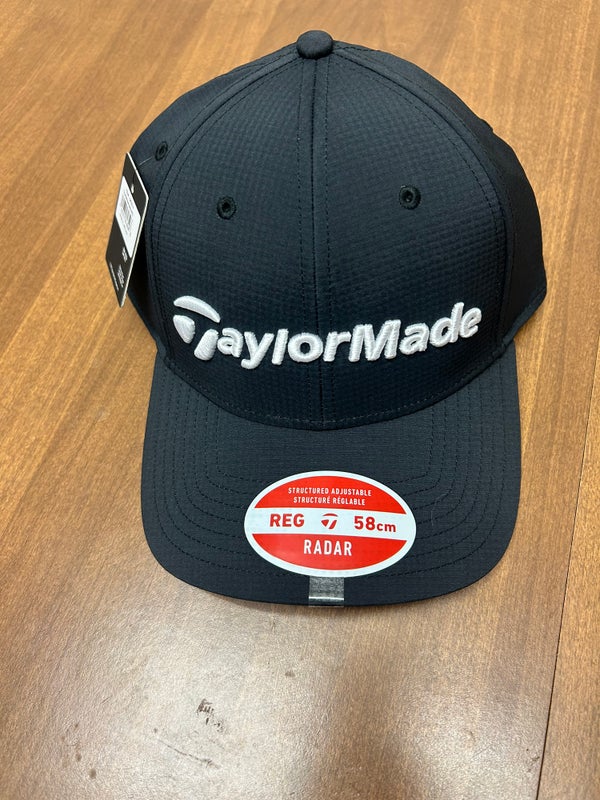 TaylorMade
STRUCTURED ADJUSTABLE
STRUCTURE RÉGLABLE
REG 58cm
RADAR